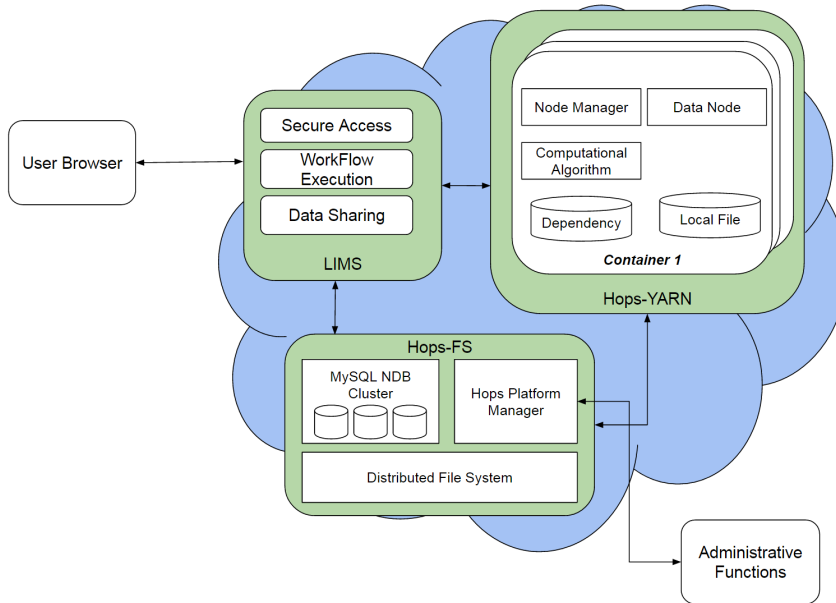 User Browser
Secure Access
WorkFlow
Execution
Data Sharing
LIMS
Node Manager
Data Node
Computational
Algorithm
Dependency
Local File
Container 1
Hops-YARN
Hops-FS
MySQL NDB
Cluster
Hops Platform
Manager
Distributed File System
Administrative
Functions